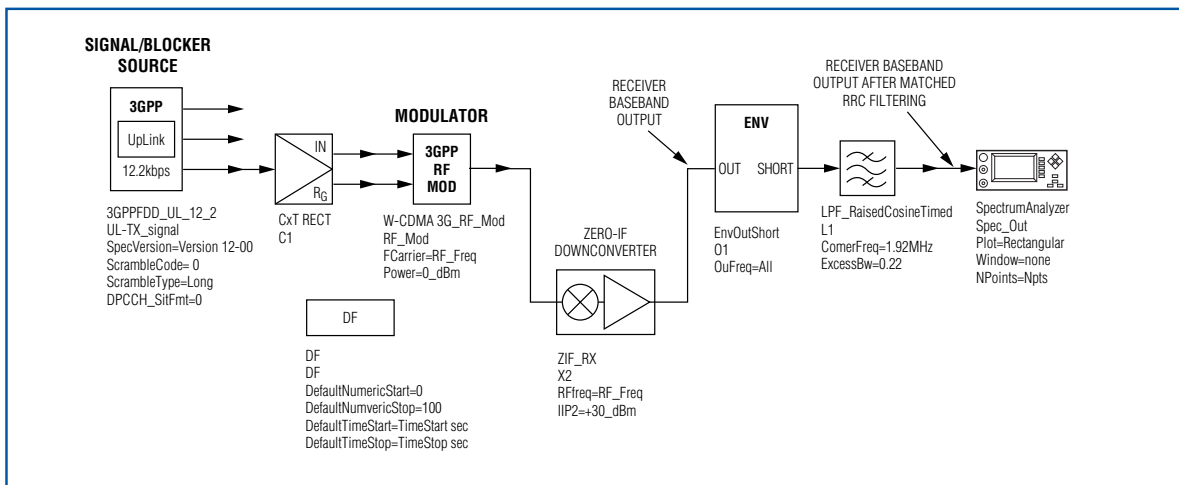 SIGNAL/BLOCKER
SOURCE
3GPP
UpLink
12.2kbps
3GPPFDD_UL_12_2
UL-TX_signal
SpecVersion=Version 12-00
ScrambleCode= 0
ScrambleType=Long
DPCCH_SitFmt=0
IN
RG
CxT RECT
C1
MODULATOR
3GPP
RF
MOD
W-CDMA 3G_RF_Mod
RF_Mod
FCarrier=RF_Freq
Power=0_dBm
DF
DF
DF
DefaultNumericStart=0
DefaultNumvericStop=100
DefaultTimeStart=TimeStart sec
DefaultTimeStop=TimeStop sec
ZERO-IF
DOWNCONVERTER
ZIF_RX
X2
RFfreq=RF_Freq
IIP2=+30_dBm
RECEIVER
BASEBAND
OUTPUT
ENV
OUT
SHORT
EnvOutShort
O1
OuFreq=All
LPF_RaisedCosineTimed
L1
CornerFreq=1.92MHz
ExcessBw=0.22
RECEIVER BASEBAND
OUTPUT AFTER MATCHED
RRC FILTERING
SpectrumAnalyzer
Spec_Out
Plot=Rectangular
Window=none
NPoints=Npts